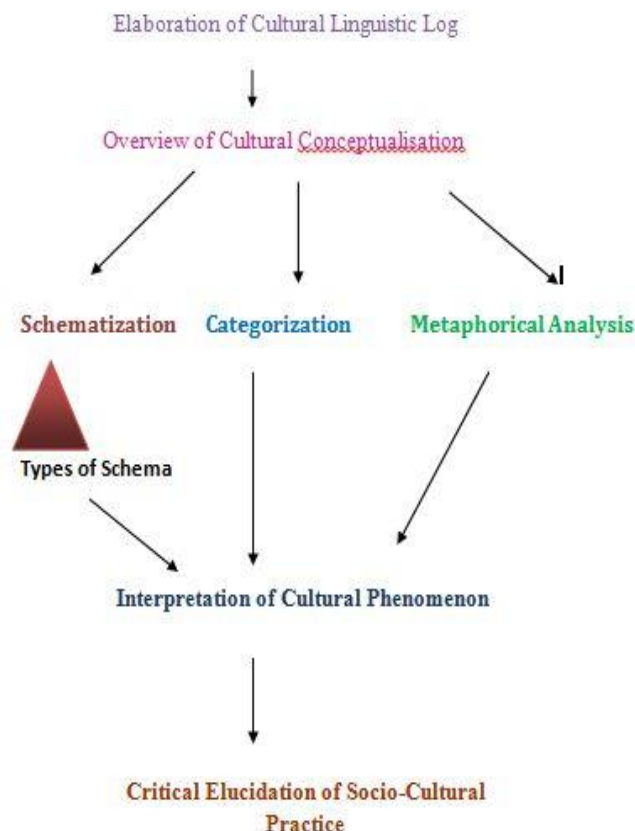 Elaboration of Cultural Linguistic Log
Overview of Cultural Conceptualisation
Schematization Categorization Metaphorical Analysis
Types of Schema
Interpretation of Cultural Phenomenon
Critical Elucidation of Socio-Cultural
Practice